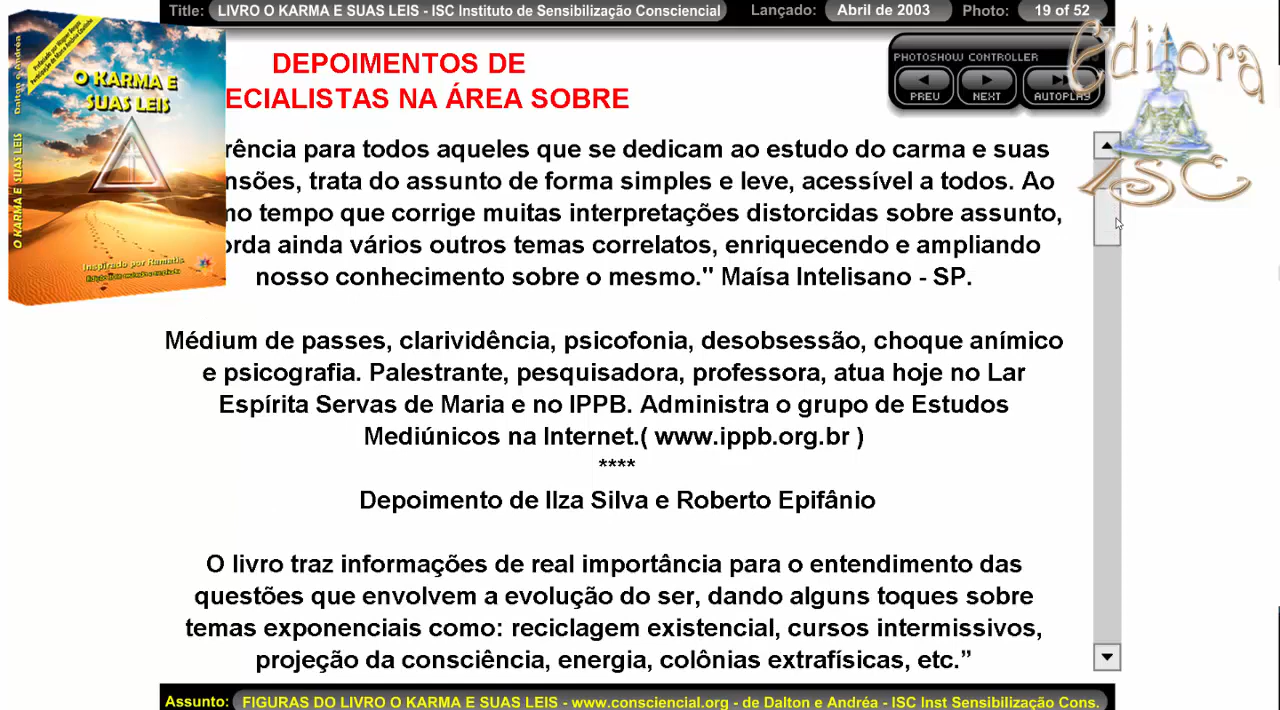 Title: LIVRO O KARMA E SUAS LEIS - ISC Instituto de Sensibilização Consciencial Lançado: Abril de 2003 Photo: 19 of 52
DEPOIMENTOS DE
ECIALISTAS NA ÁREA SOBRE
PHOTOSHOW CONTROLLER
PREV NEXT AUTOPLAY
Editora
ISC
Dalton e Andréa
O KARMA E SUAS LEIS
O KARMA E
SUAS LEIS
Inspirado por Ramatís
rência para todos aqueles que se dedicam ao estudo do carma e suas
nsões, trata do assunto de forma simples e leve, acessível a todos. Ao
mo tempo que corrige muitas interpretações distorcidas sobre assunto,
orda ainda vários outros temas correlatos, enriquecendo e ampliando
nosso conhecimento sobre o mesmo." Maísa Intelisano - SP.
Médium de passes, clarividência, psicofonia, desobsessão, choque anímico
e psicografia. Palestrante, pesquisadora, professora, atua hoje no Lar
Espírita Servas de Maria e no IPPB. Administra o grupo de Estudos
Mediúnicos na Internet.( www.ippb.org.br )
****
Depoimento de Ilza Silva e Roberto Epifânio
O livro traz informações de real importância para o entendimento das
questões que envolvem a evolução do ser, dando alguns toques sobre
temas exponenciais como: reciclagem existencial, cursos intermissivos,
projeção da consciência, energia, colônias extrafísicas, etc.”
Assunto: FIGURAS DO LIVRO O KARMA E SUAS LEIS - www.consciencial.org - de Dalton e Andréa - ISC Inst Sensibilização Cons.